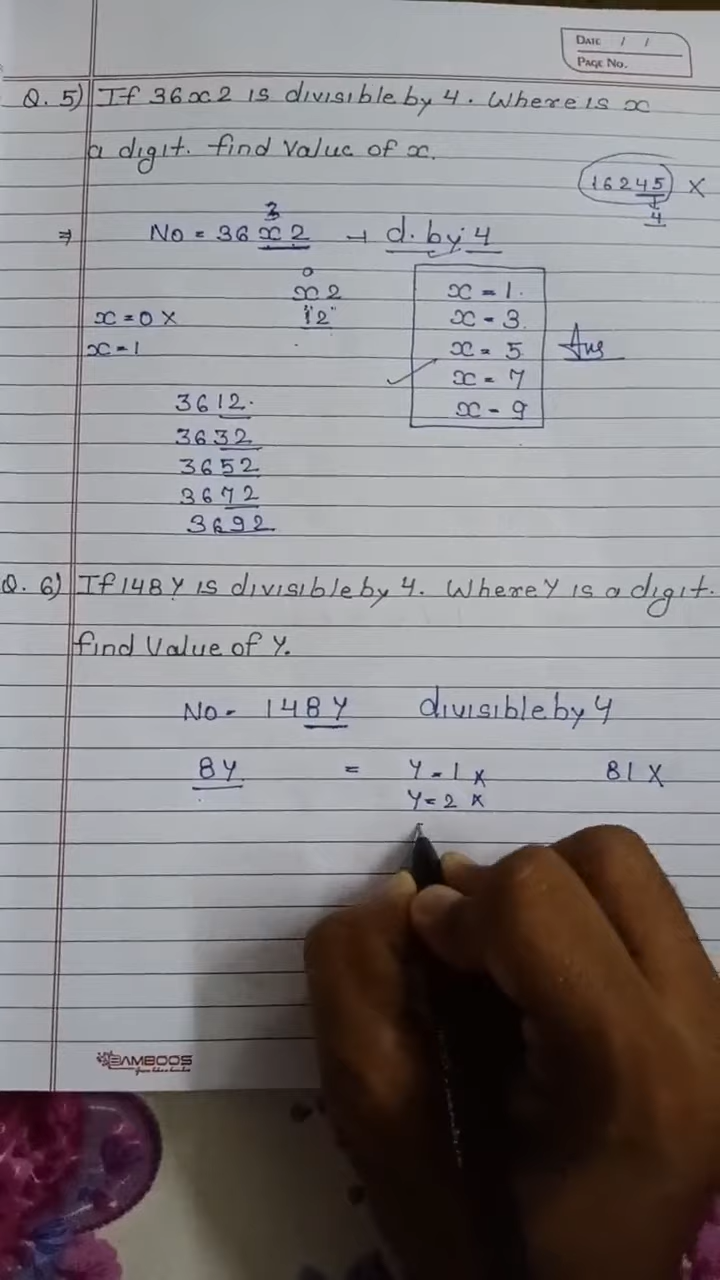 DATE / /
PAGE NO.
Q. 5) If 36x2 is divisible by 4. Where is x
a digit. find Value of x.
16245 x
4
3
⇒ No = 36x2 → d. by 4
0
x2
"12"
x = 0 x
x = 1
x = 1.
x = 3.
x = 5
x = 7
x = 9
Ans
3612.
3632
3652
3672
3692
Q. 6) If 148Y is divisible by 4. Where Y is a digit.
find Value of Y.
No = 148Y divisible by 4
8Y = Y = 1 x 81 x
Y = 2 x
BAMBOOS